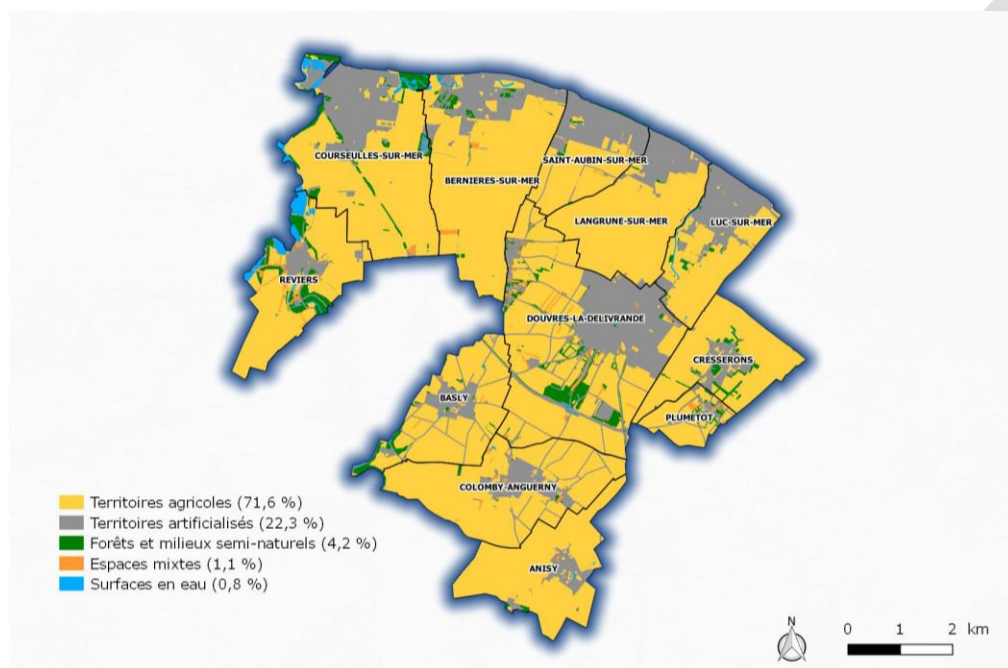 COURSEULLES-SUR-MER
BERNIERES-SUR-MER
SAINT-AUBIN-SUR-MER
LANGRUNE-SUR-MER
LUC-SUR-MER
REVIERS
DOUVRES-LA-DELIVRANDE
CRESSERONS
BASLY
PLUMETOT
COLOMBY-ANGUERNY
ANISY
Territoires agricoles (71,6 %)
Territoires artificialisés (22,3 %)
Forêts et milieux semi-naturels (4,2 %)
Espaces mixtes (1,1 %)
Surfaces en eau (0,8 %)
N
0 1 2 km